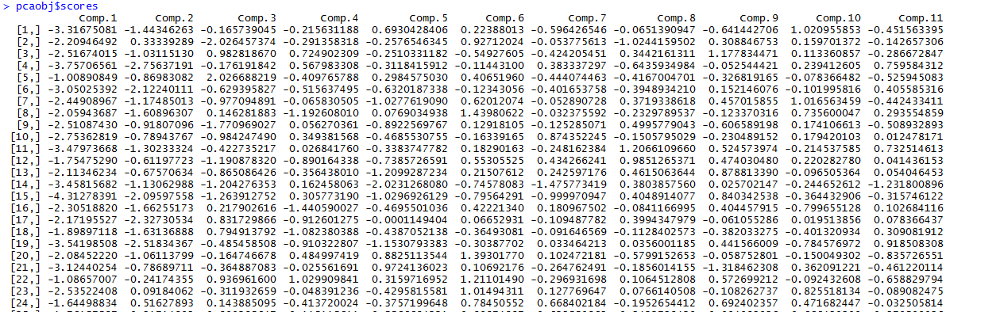 > pcaobj$scores
Comp.1 Comp.2 Comp.3 Comp.4 Comp.5 Comp.6 Comp.7 Comp.8 Comp.9 Comp.10 Comp.11
[1,] -3.31675081 -1.44346263 -0.165739045 -0.215631188 0.6930428406 0.22388013 -0.596426546 -0.0651390947 -0.641442706 1.020955853 -0.451563395
[2,] -2.20946492 0.33339289 -2.026457374 -0.291358318 -0.2576546345 0.92712024 -0.053775613 -1.0244159502 0.308846753 0.159701372 -0.142657306
[3,] -2.51674015 -1.03115130 0.982818670 0.724902309 -0.2510331182 -0.54927605 -0.424205451 0.3442161311 1.177834471 0.113360857 -0.286672847
[4,] -3.75706561 -2.75637191 -0.176191842 0.567983308 -0.3118415912 -0.11443100 0.383337297 -0.6435934984 -0.052544421 0.239412605 0.759584312
[5,] -1.00890849 -0.86983082 2.026688219 -0.409765788 0.2984575030 0.40651960 -0.444074463 -0.4167004701 -0.326819165 -0.078366482 -0.525945083
[6,] -3.05025392 -2.12240111 -0.629395827 -0.515637495 -0.6320187338 -0.12343056 -0.401653758 -0.3948934210 0.152146076 -0.101995816 0.405585316
[7,] -2.44908967 -1.17485013 -0.977094891 -0.065830505 -1.0277619090 0.62012074 -0.052890728 0.3719338618 0.457015855 1.016563459 -0.442433411
[8,] -2.05943687 -1.60896307 0.146281883 -1.192608010 0.0769034938 1.43980622 -0.032375592 -0.2329789537 -0.123370316 0.735600047 0.293554859
[9,] -2.51087430 -0.91807096 -1.770969027 0.056270361 -0.8922569767 0.12918105 -0.125285071 0.4995779043 -0.606589198 0.174106613 -0.508932893
[10,] -2.75362819 -0.78943767 -0.984247490 0.349381568 -0.4685530755 -0.16339165 0.874352245 -0.1505795029 -0.230489152 0.179420103 0.012478171
[11,] -3.47973668 -1.30233324 -0.422735217 0.026841760 -0.3383747782 0.18290163 -0.248162384 1.2066109660 0.524573974 -0.214537585 0.732514613
[12,] -1.75475290 -0.61197723 -1.190878320 -0.890164338 -0.7385726591 0.55305525 0.434266241 0.9851265371 0.474030480 0.220282780 0.041436153
[13,] -2.11346234 -0.67570634 -0.865086426 -0.356438010 -1.2099287234 0.21507612 0.242597176 0.4615063644 0.878813390 -0.096505364 0.054046453
[14,] -3.45815682 -1.13062988 -1.204276353 0.162458063 -2.0231268080 -0.74578083 -1.475773419 0.3803857560 0.025702147 -0.244652612 -1.231800896
[15,] -4.31278391 -2.09597558 -1.263912752 0.305773190 -1.0296926129 -0.79564291 -0.999970947 0.4048914077 0.840342538 -0.364432906 -0.315746122
[16,] -2.30518820 -1.66255173 0.217902616 -1.440590027 -0.4695501036 0.42221340 0.180967502 -0.0841166995 0.404457915 -0.799655128 0.102684116
[17,] -2.17195527 -2.32730534 0.831729866 -0.912601275 -0.0001149404 0.06652931 -0.109487782 0.3994347979 -0.061055286 0.019513856 0.078366437
[18,] -1.89897118 -1.63136888 0.794913792 -1.082380388 -0.4387052138 -0.36493081 -0.091646569 -0.1128402573 -0.382033275 -0.401320934 0.309081912
[19,] -3.54198508 -2.51834367 -0.485458508 -0.910322807 -1.1530793383 -0.30387702 0.033464213 0.0356001185 0.441566009 -0.784576972 0.918508308
[20,] -2.08452220 -1.06113799 -0.164746678 0.484997419 0.8825113544 1.39301770 0.102472181 -0.5799152653 -0.058752801 -0.150049302 -0.835726551
[21,] -3.12440254 -0.78689711 -0.364887083 -0.025561691 0.9724136023 0.10692176 -0.264762491 -0.1856014155 -1.318462308 0.362091221 -0.461220114
[22,] -1.08657007 -0.24174355 0.936961600 1.029909841 0.3159716952 1.21101490 -0.296931698 0.1064512808 0.572699212 -0.092432608 -0.658829794
[23,] -2.53522408 0.09184062 -0.311932659 -0.048391236 -0.4295815581 1.01494311 0.127769647 0.0766140508 -0.108262737 0.825518134 -0.089082475
[24,] -1.64498834 0.51627893 0.143885095 -0.413720024 -0.3757199648 0.78450552 0.668402184 -0.1952654412 0.692402357 0.471682447 -0.032505814